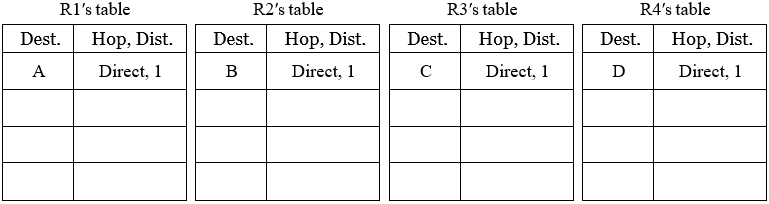 R1's table R2's table R3's table R4's table
Dest. Hop, Dist. Dest. Hop, Dist. Dest. Hop, Dist. Dest. Hop, Dist.
A Direct, 1 B Direct, 1 C Direct, 1 D Direct, 1